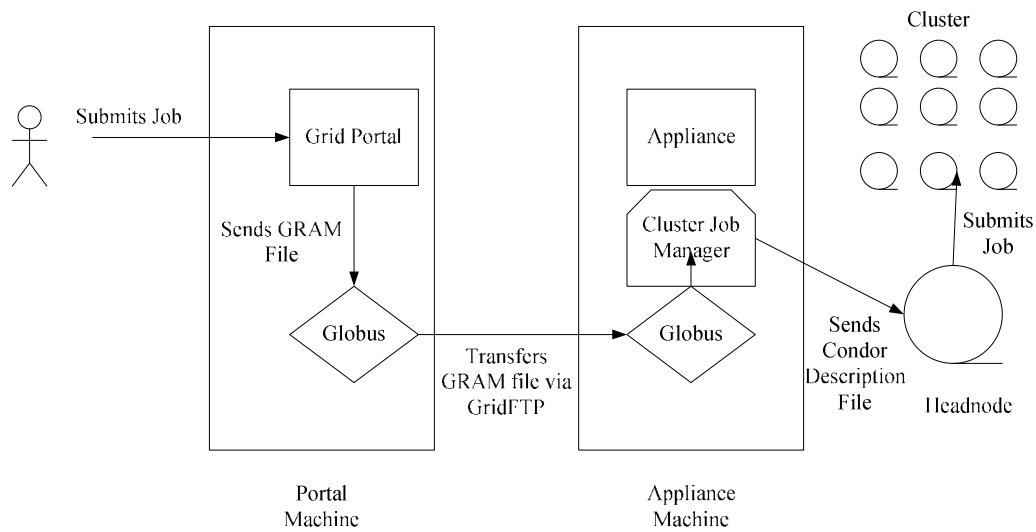 Cluster
Submits Job
Grid Portal
Appliance
Sends GRAM
File
Cluster Job
Manager
Submits
Job
Globus
Globus
Transfers
GRAM file via
GridFTP
Sends
Condor
Description
File
Headnode
Portal
Machine
Appliance
Machine